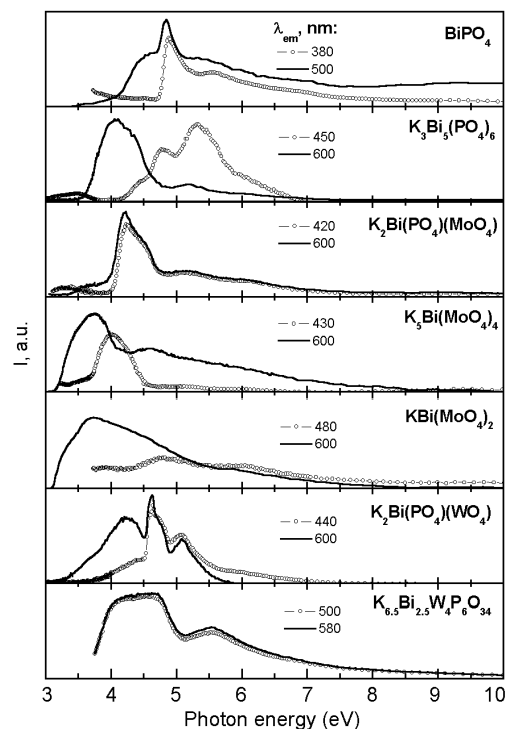 λem, nm:
BiPO4
380
500
K3Bi5(PO4)6
450
600
K2Bi(PO4)(MoO4)
420
600
K5Bi(MoO4)4
430
600
I, a.u.
KBi(MoO4)2
480
600
K2Bi(PO4)(WO4)
440
600
K6.5Bi2.5W4P6O34
500
580
3 4 5 6 7 8 9 10
Photon energy (eV)